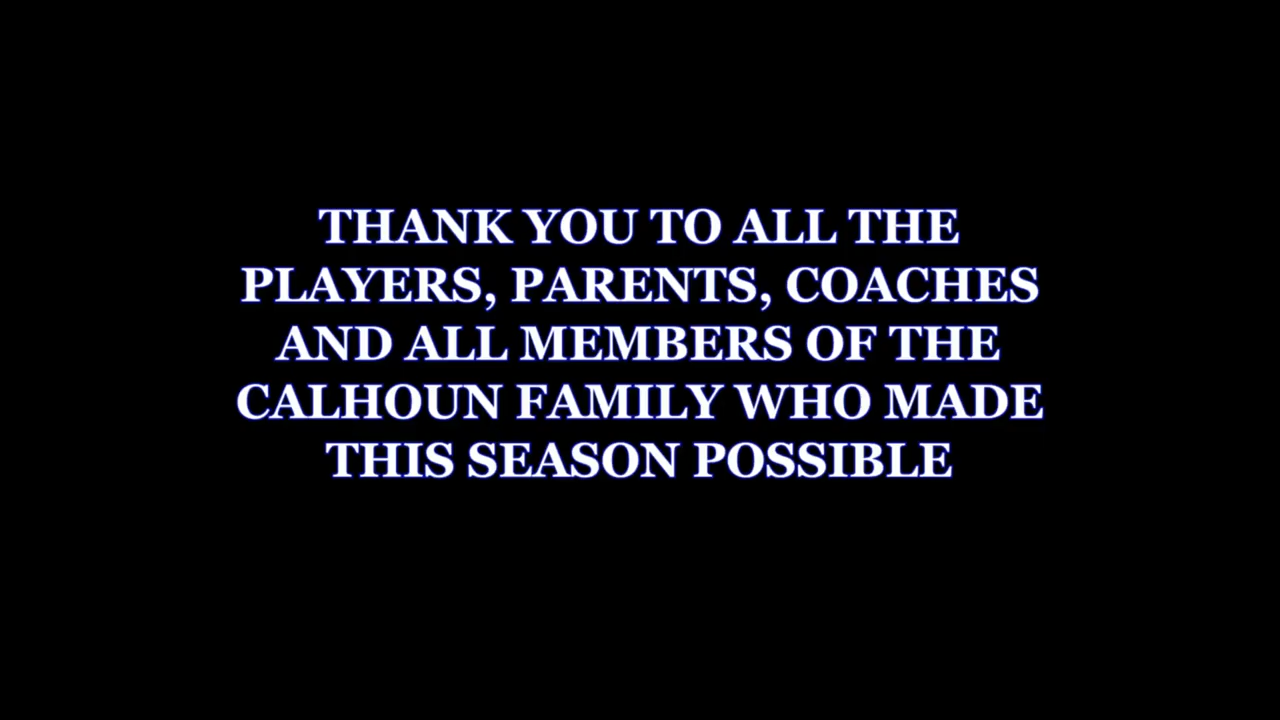 THANK YOU TO ALL THE
PLAYERS, PARENTS, COACHES
AND ALL MEMBERS OF THE
CALHOUN FAMILY WHO MADE
THIS SEASON POSSIBLE